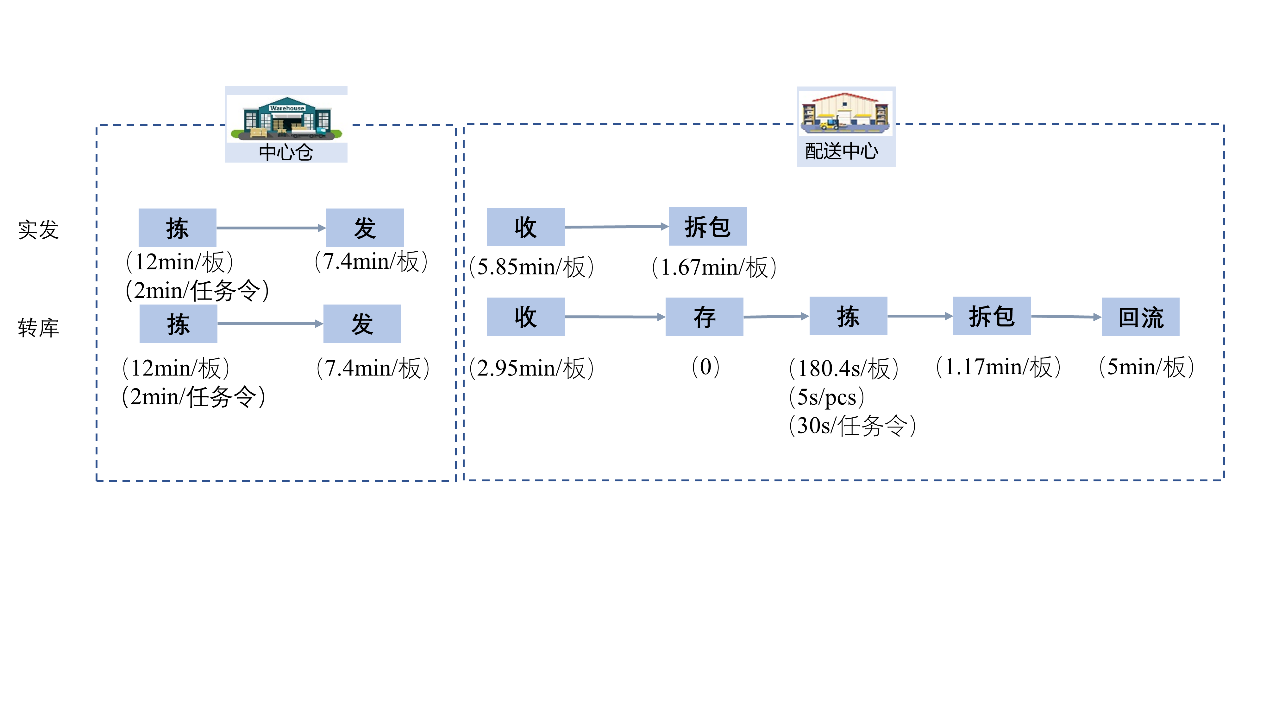 Warehouse
中心仓
配送中心
实发
拣
发
收
拆包
（12min/板）
（7.4min/板）
（5.85min/板）
（1.67min/板）
（2min/任务令）
转库
拣
发
收
存
拣
拆包
回流
（12min/板）
（7.4min/板）
（2.95min/板）
（0）
（180.4s/板）
（1.17min/板）
（5min/板）
（2min/任务令）
（5s/pcs）
（30s/任务令）